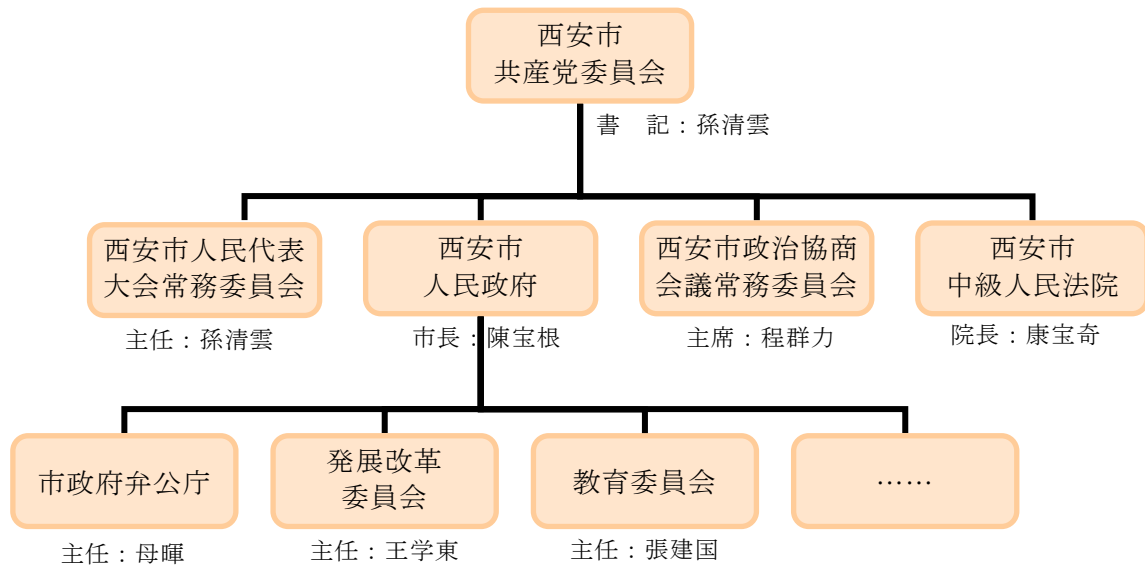 西安市
共産党委員会
書　記：孫清雲
西安市人民代表
大会常務委員会
主任：孫清雲
西安市
人民政府
市長：陳宝根
西安市政治協商
会議常務委員会
主席：程群力
西安市
中級人民法院
院長：康宝奇
市政府弁公庁
主任：母暉
発展改革
委員会
主任：王学東
教育委員会
主任：張建国
……